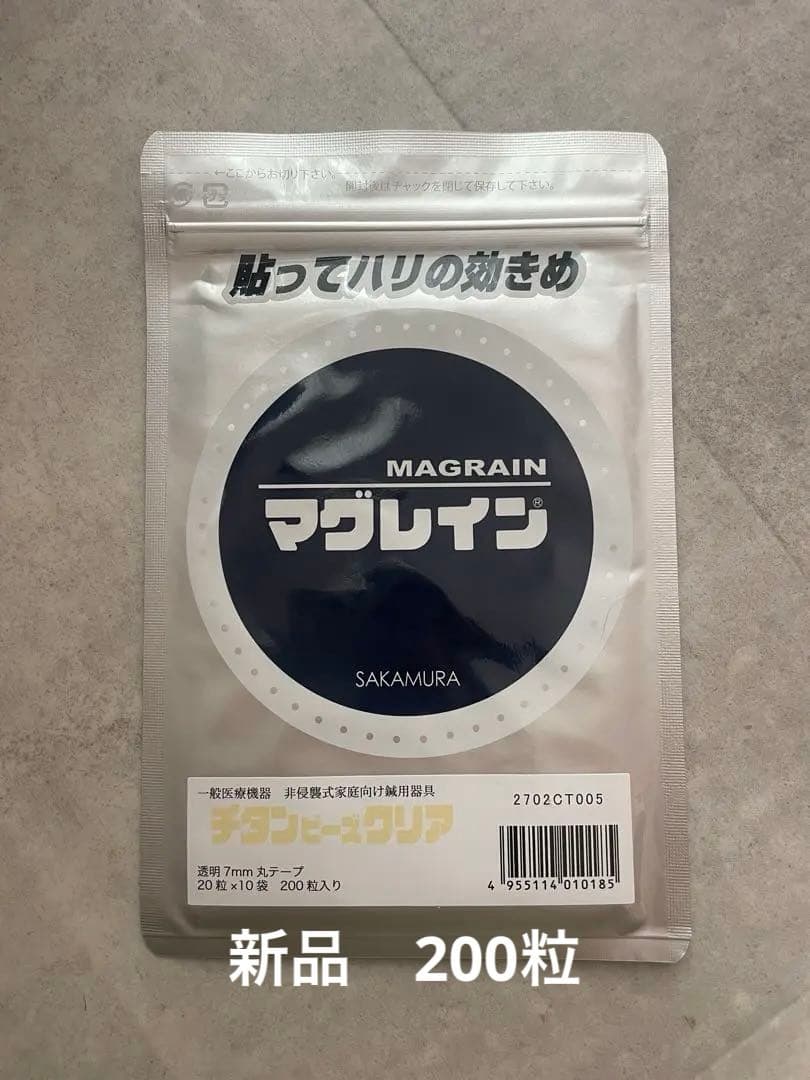 ←ここからお切り下さい。
開封後はチャックを閉じて保存して下さい。
プラ
貼ってハリの効きめ
MAGRAIN
マグレイン®
SAKAMURA
一般医療機器 非侵襲式家庭向け鍼用器具
2702CT005
チタンビーズクリア
透明 7mm 丸テープ
20粒×10袋 200粒入り
4 955114 010185
新品 200粒